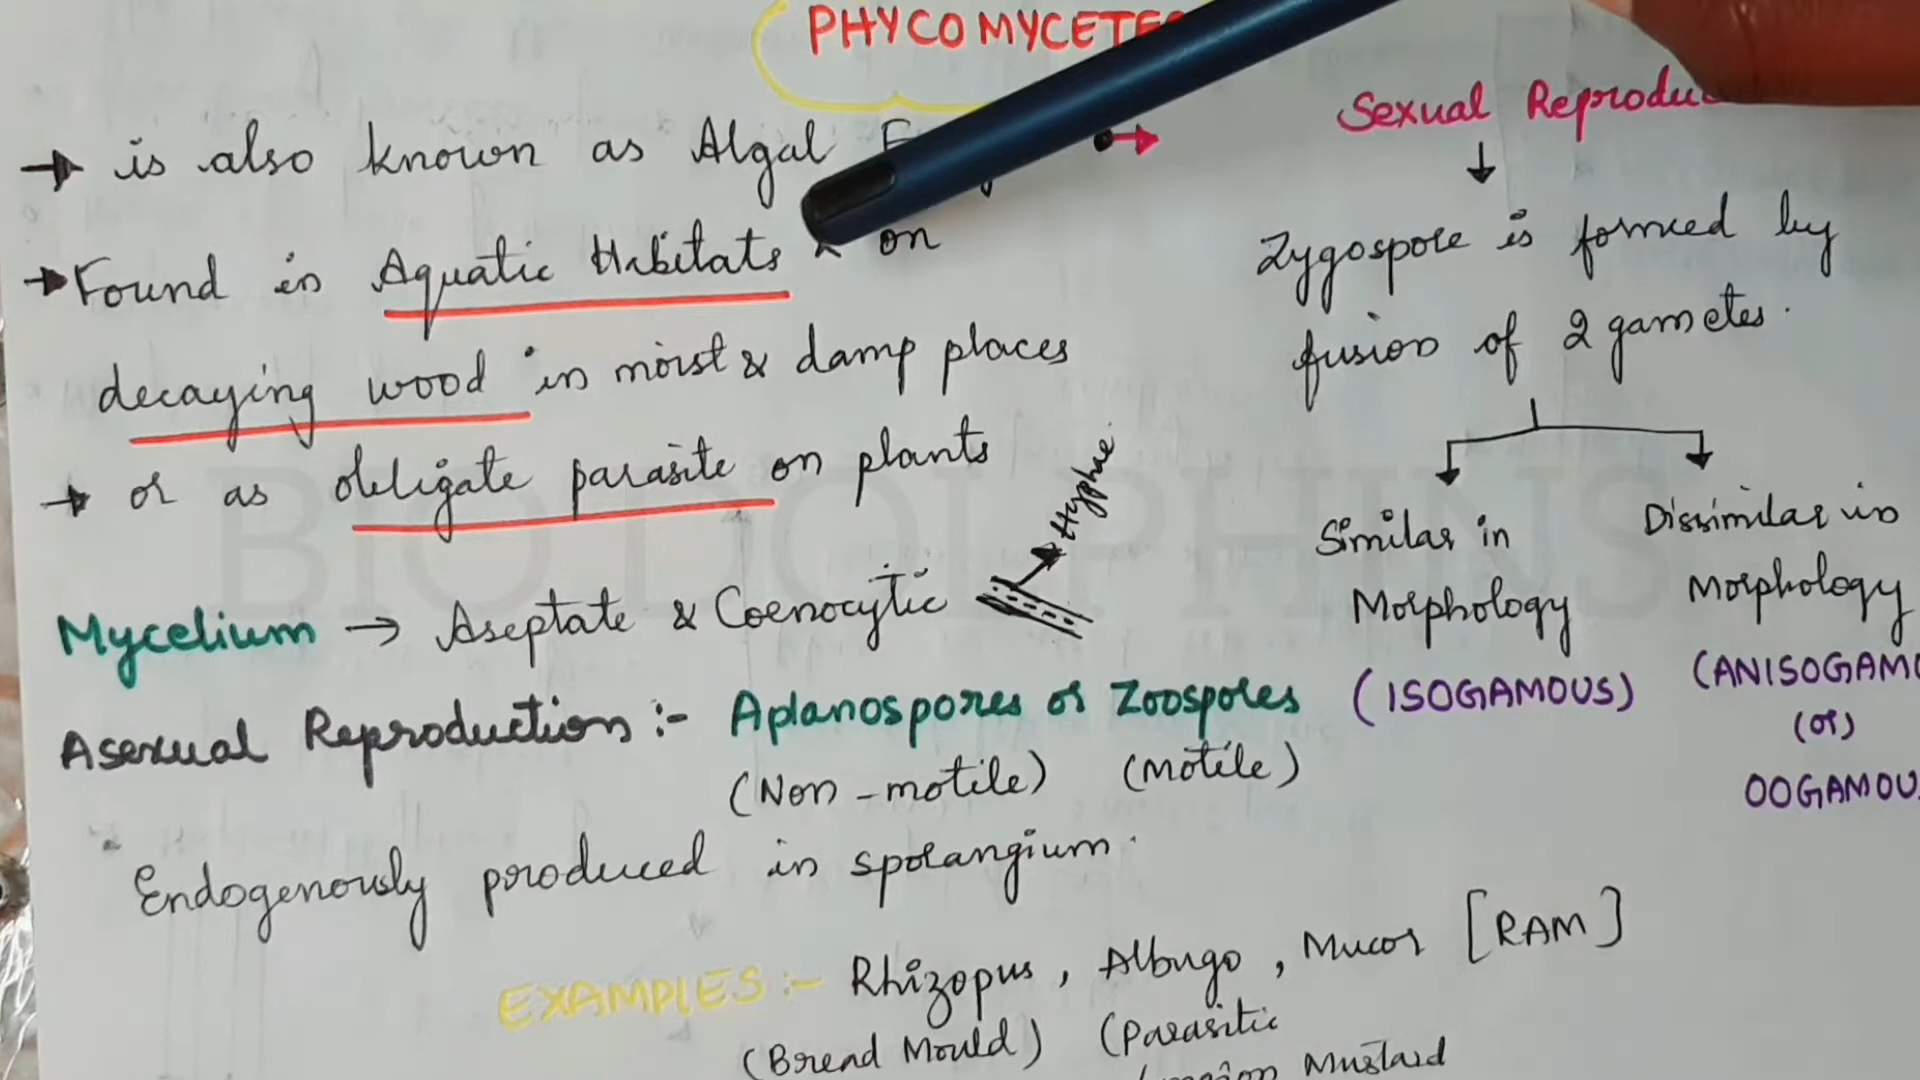 PHYCOMYCETE
→ is also known as Algal
→ Found in Aquatic Habitats & on
decaying wood in moist & damp places
→ or as obligate parasite on plants
Hyphae
Mycelium → Aseptate & Coenocytic
Asexual Reproduction :- Aplanospores or Zoospores
(Non-motile) (motile)
Endogenously produced in sporangium.
Sexual Reprodu
Zygospore is formed by
fusion of 2 gametes.
Similar in
Morphology
(ISOGAMOUS)
Dissimilar in
Morphology
(ANISOGAMO
(or)
OOGAMOU
EXAMPLES :- Rhizopus, Albugo, Mucor [RAM]
(Bread Mould) (Parasitic
Mustard
BIODOLPHINS